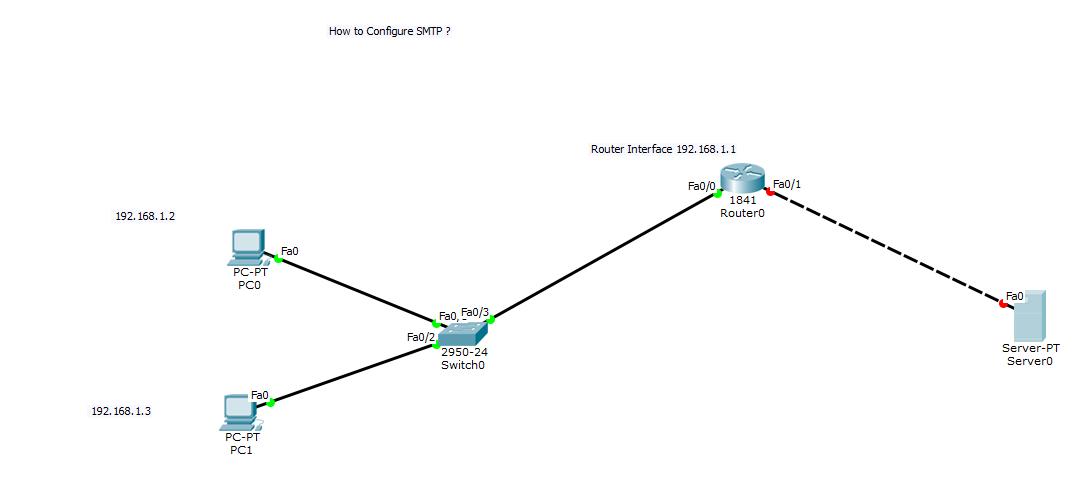 How to Configure SMTP ?
Router Interface 192.168.1.1
Fa0/0
Fa0/1
1841
Router0
192.168.1.2
Fa0
PC-PT
PC0
Fa0
Server-PT
Server0
Fa0/3
Fa0/2
2950-24
Switch0
192.168.1.3
Fa0
PC-PT
PC1